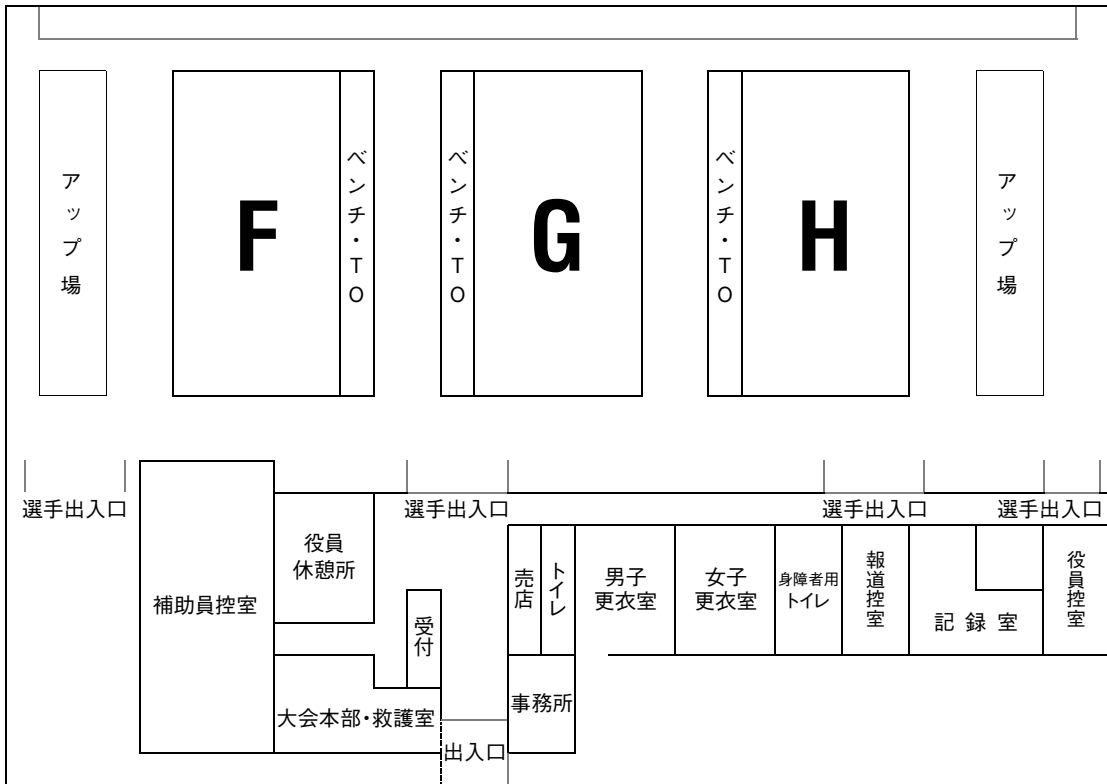 アップ場
F
ベンチ・TO
ベンチ・TO
G
ベンチ・TO
H
アップ場
選手出入口
選手出入口
選手出入口
選手出入口
補助員控室
役員
休憩所
受付
大会本部・救護室
出入口
売店
トイレ
事務所
男子
更衣室
女子
更衣室
身障者用
トイレ
報道控室
記 録 室
役員控室